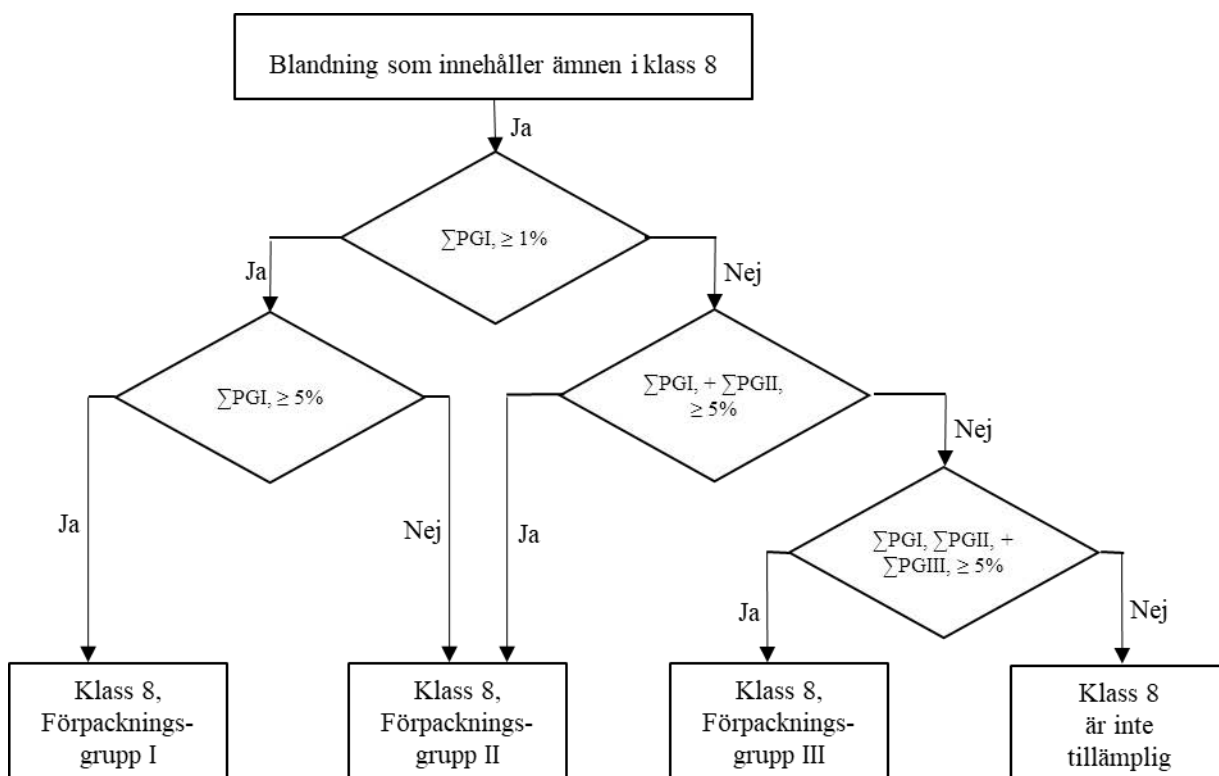 Blandning som innehåller ämnen i klass 8
Ja
∑PGI, ≥ 1%
Ja
Nej
∑PGI, ≥ 5%
∑PGI, + ∑PGII,
≥ 5%
Nej
Ja
Nej
Ja
∑PGI, ∑PGII, +
∑PGIII, ≥ 5%
Ja
Nej
Klass 8,
Förpacknings-
grupp I
Klass 8,
Förpacknings-
grupp II
Klass 8,
Förpacknings-
grupp III
Klass 8
är inte
tillämplig